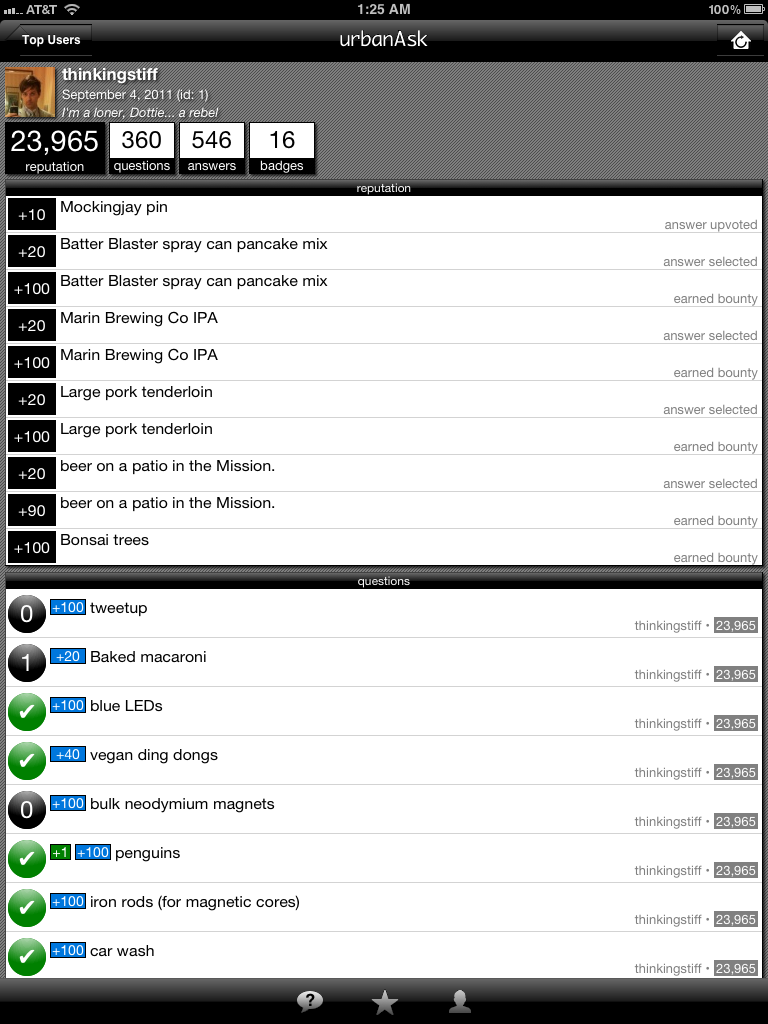 AT&T 1:25 AM 100%
Top Users urbanAsk
thinkingstiff
September 4, 2011 (id: 1)
I'm a loner, Dottie... a rebel
23,965 360 546 16
reputation questions answers badges
reputation
+10 Mockingjay pin
answer upvoted
+20 Batter Blaster spray can pancake mix
answer selected
+100 Batter Blaster spray can pancake mix
earned bounty
+20 Marin Brewing Co IPA
answer selected
+100 Marin Brewing Co IPA
earned bounty
+20 Large pork tenderloin
answer selected
+100 Large pork tenderloin
earned bounty
+20 beer on a patio in the Mission.
answer selected
+90 beer on a patio in the Mission.
earned bounty
+100 Bonsai trees
earned bounty
questions
0 +100 tweetup
thinkingstiff • 23,965
1 +20 Baked macaroni
thinkingstiff • 23,965
✔ +100 blue LEDs
thinkingstiff • 23,965
✔ +40 vegan ding dongs
thinkingstiff • 23,965
0 +100 bulk neodymium magnets
thinkingstiff • 23,965
✔ +1 +100 penguins
thinkingstiff • 23,965
✔ +100 iron rods (for magnetic cores)
thinkingstiff • 23,965
✔ +100 car wash
thinkingstiff • 23,965
?